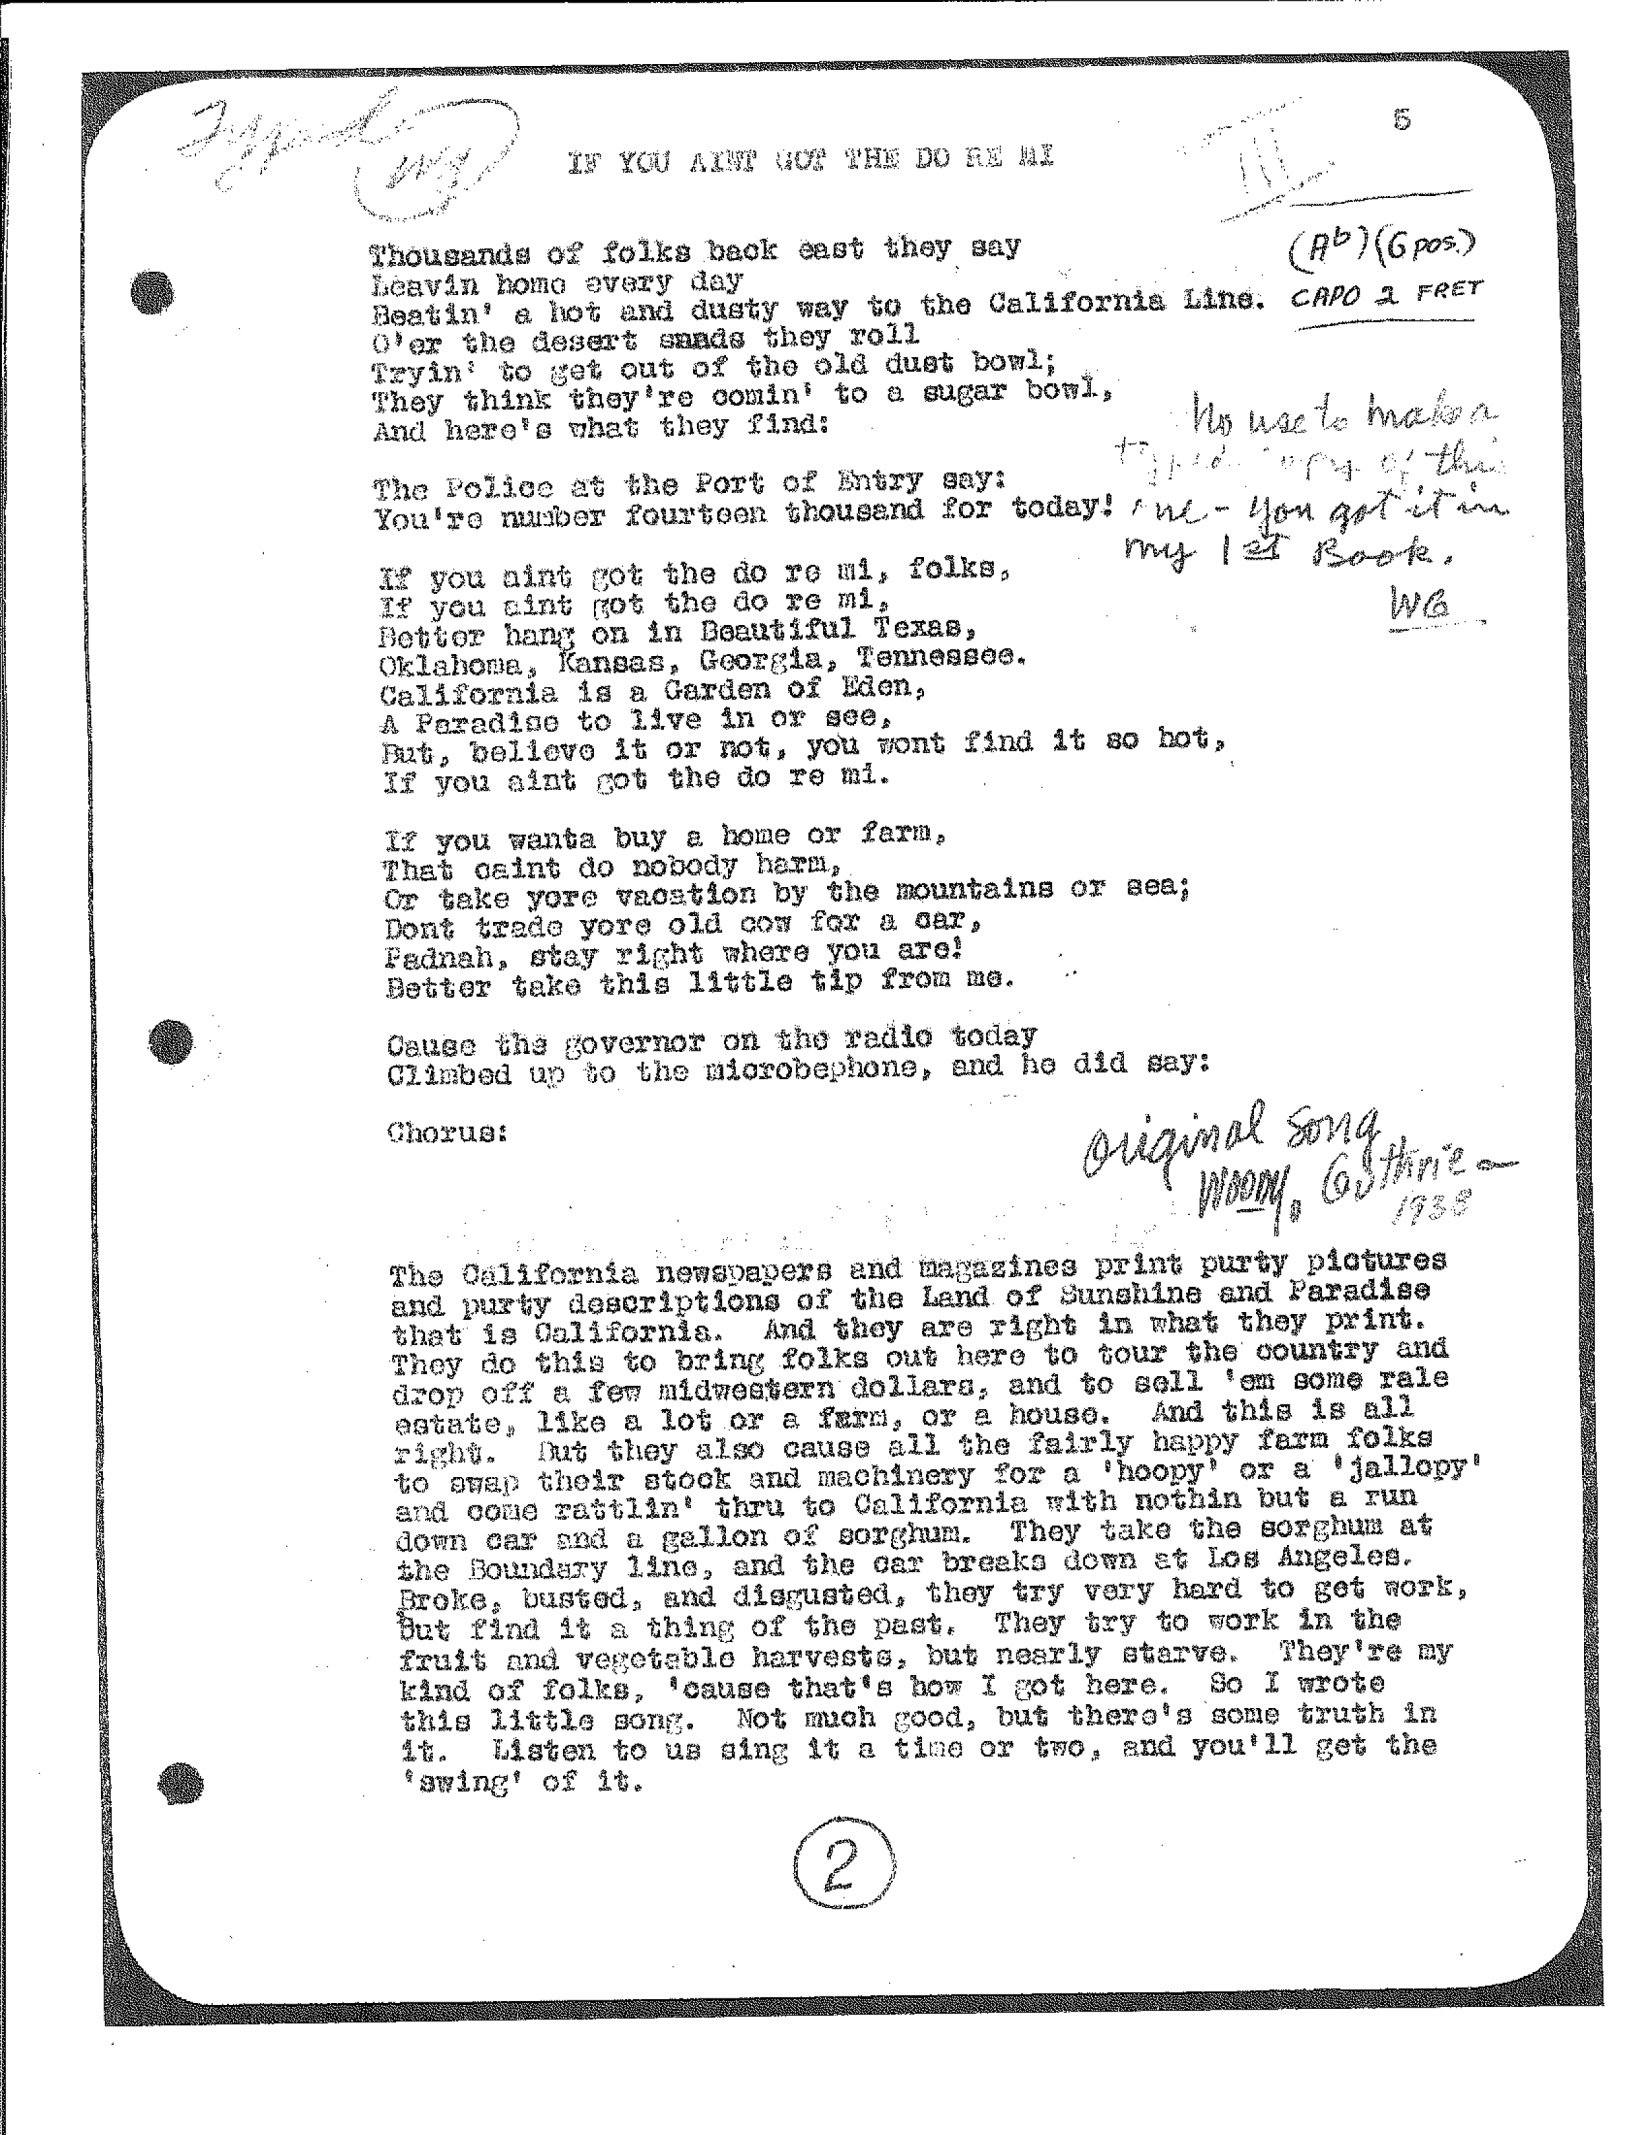 5
Typed
WG
III
IF YOU AINT GOT THE DO RE MI
Thousands of folks back east they say
Leavin home every day
Beatin' a hot and dusty way to the California Line.
O'er the desert sands they roll
Tryin' to get out of the old dust bowl;
They think they're comin' to a sugar bowl,
And here's what they find:
(Ab) (G pos.)
CAPO 1 FRET
The Police at the Port of Entry say:
You're number fourteen thousand for today!
No use to make a
typed copy of this
one - you got it in
my 1st Book.
WG
If you aint got the do re mi, folks,
If you aint got the do re mi,
Better hang on in Beautiful Texas,
Oklahoma, Kansas, Georgia, Tennessee.
California is a Garden of Eden,
A Paradise to live in or see,
But, believe it or not, you wont find it so hot,
If you aint got the do re mi.
If you wanta buy a home or farm,
That caint do nobody harm,
Or take yore vacation by the mountains or sea;
Dont trade yore old cow for a car,
Padnah, stay right where you are!
Better take this little tip from me.
Cause the governor on the radio today
Climbed up to the microbephone, and he did say:
Chorus:
Original Song
Woody, Guthrie -
1938
The California newspapers and magazines print purty pictures
and purty descriptions of the Land of Sunshine and Paradise
that is California. And they are right in what they print.
They do this to bring folks out here to tour the country and
drop off a few midwestern dollars, and to sell 'em some rale
estate, like a lot or a farm, or a house. And this is all
right. But they also cause all the fairly happy farm folks
to swap their stock and machinery for a 'hoopy' or a 'jallopy'
and come rattlin' thru to California with nothin but a run
down car and a gallon of sorghum. They take the sorghum at
the Boundary line, and the car breaks down at Los Angeles.
Broke, busted, and disgusted, they try very hard to get work,
But find it a thing of the past. They try to work in the
fruit and vegetable harvests, but nearly starve. They're my
kind of folks, 'cause that's how I got here. So I wrote
this little song. Not much good, but there's some truth in
it. Listen to us sing it a time or two, and you'll get the
'swing' of it.
2